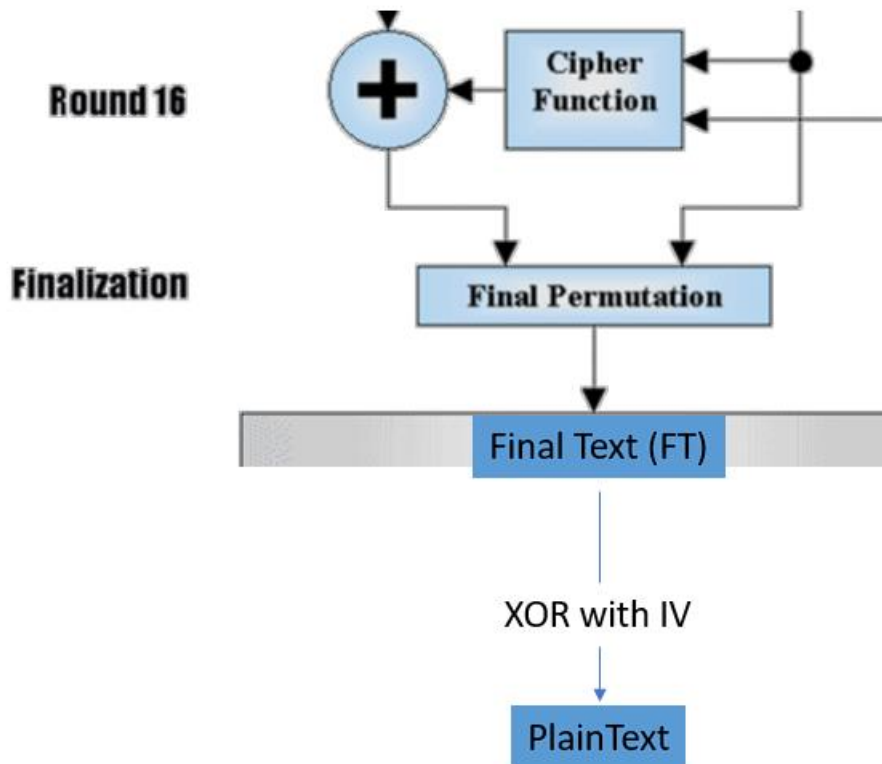 Round 16
Cipher
Function
Finalization
Final Permutation
Final Text (FT)
XOR with IV
PlainText